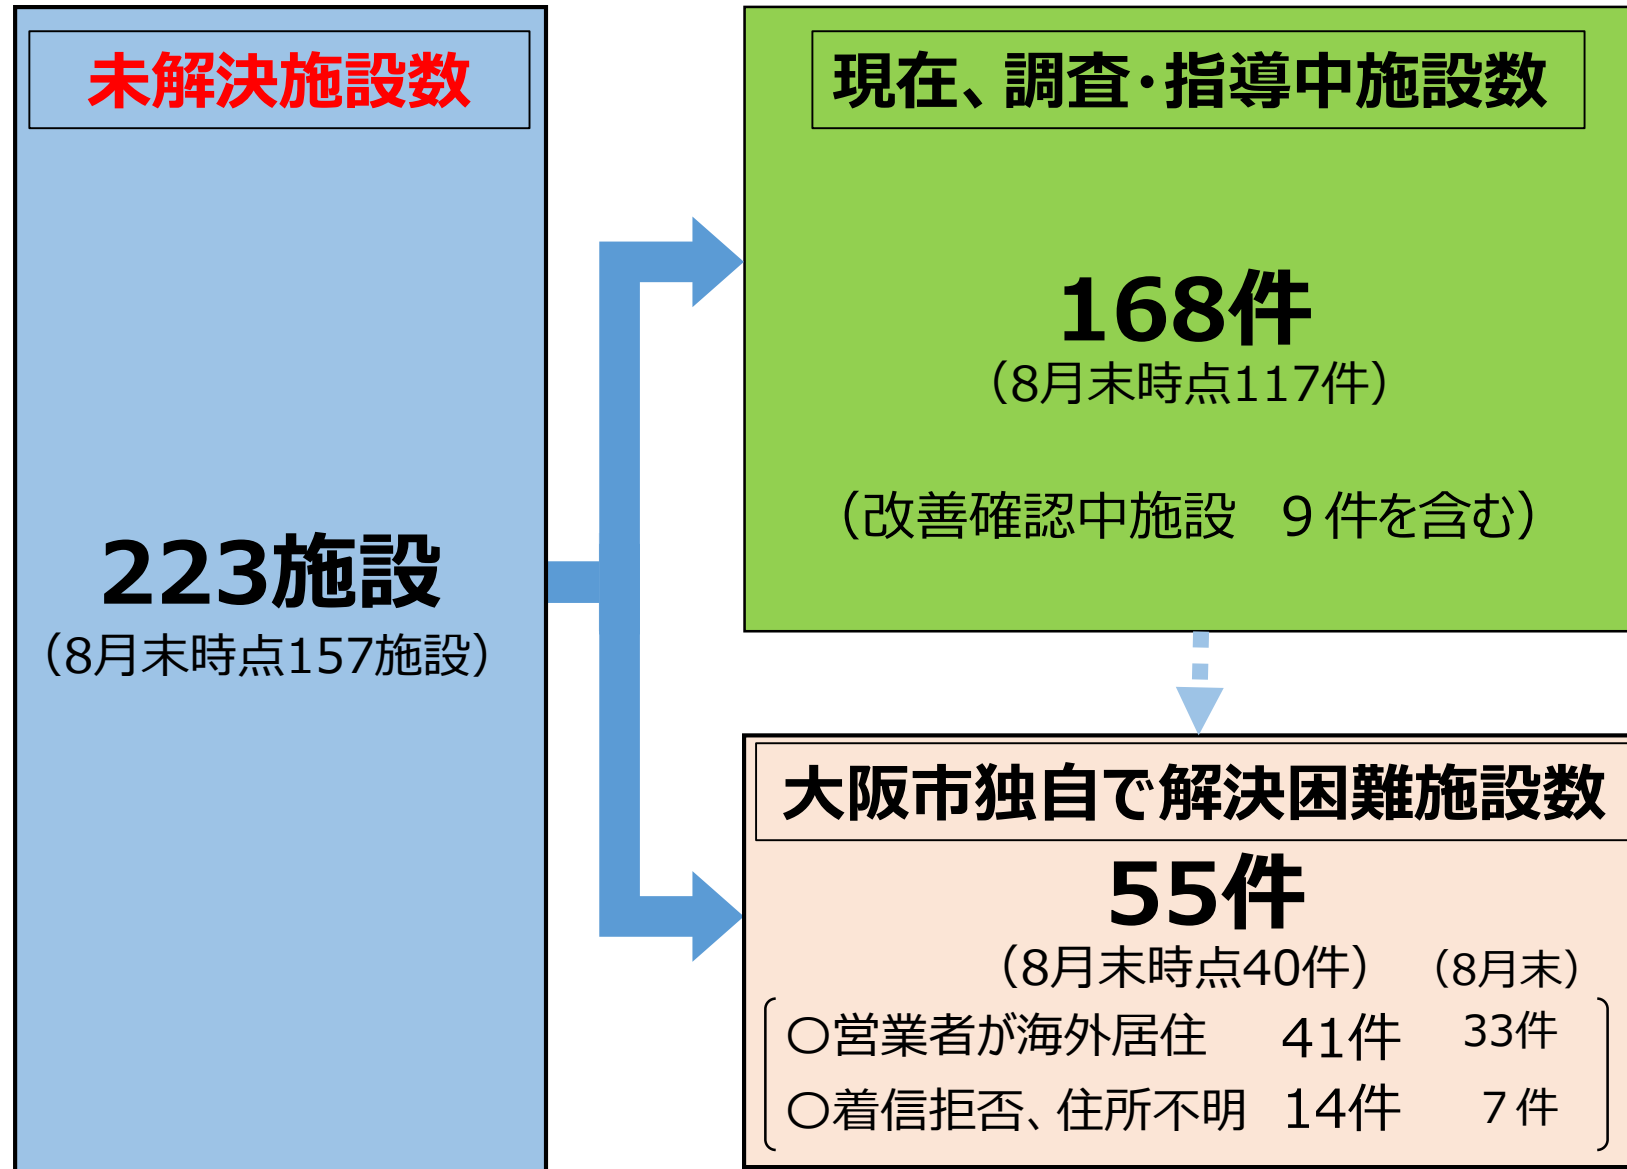 未解決施設数
223施設
（8月末時点157施設）
現在、調査・指導中施設数
168件
（8月末時点117件）
（改善確認中施設　９件を含む）
大阪市独自で解決困難施設数
55件
（8月末時点40件）　（8月末）
〇営業者が海外居住　41件　33件
〇着信拒否、住所不明　14件　７件